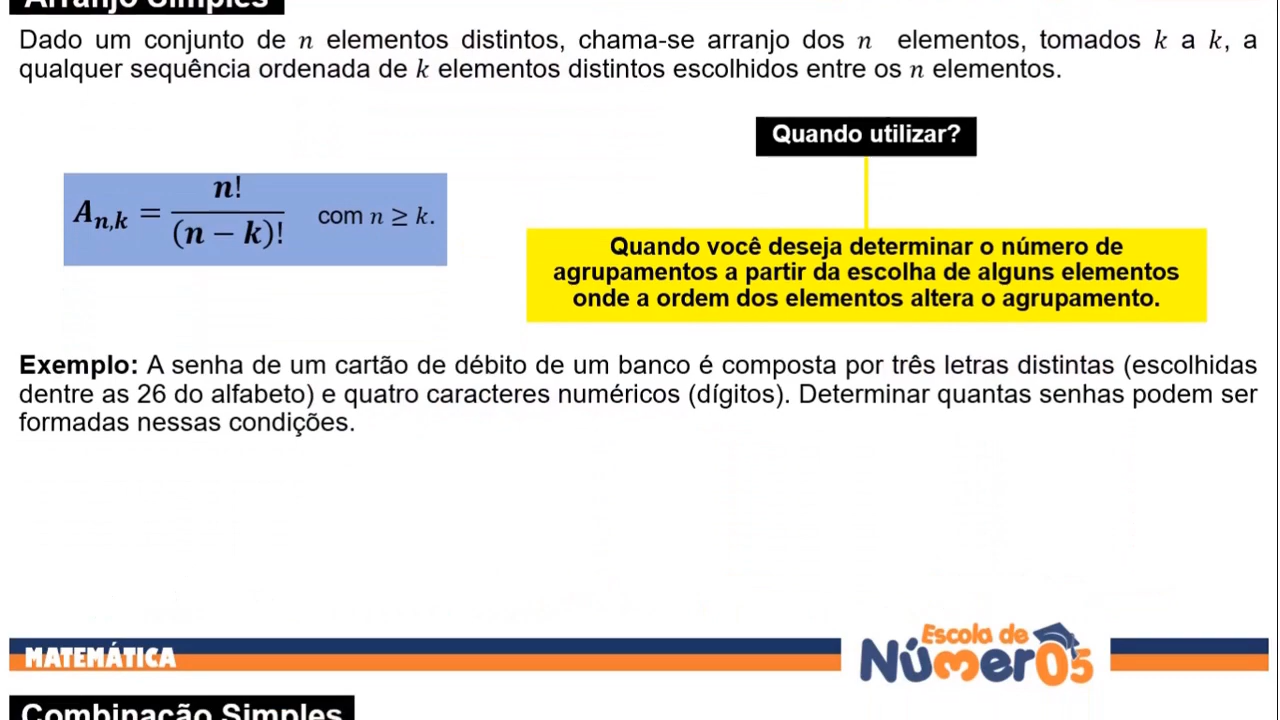 Arranjo Simples
Dado um conjunto de n elementos distintos, chama-se arranjo dos n elementos, tomados k a k, a
qualquer sequência ordenada de k elementos distintos escolhidos entre os n elementos.
Quando utilizar?
A_{n,k} = n! / (n − k)! com n ≥ k.
Quando você deseja determinar o número de
agrupamentos a partir da escolha de alguns elementos
onde a ordem dos elementos altera o agrupamento.
Exemplo: A senha de um cartão de débito de um banco é composta por três letras distintas (escolhidas
dentre as 26 do alfabeto) e quatro caracteres numéricos (dígitos). Determinar quantas senhas podem ser
formadas nessas condições.
MATEMÁTICA
Escola de
Númer05
Combinação Simples